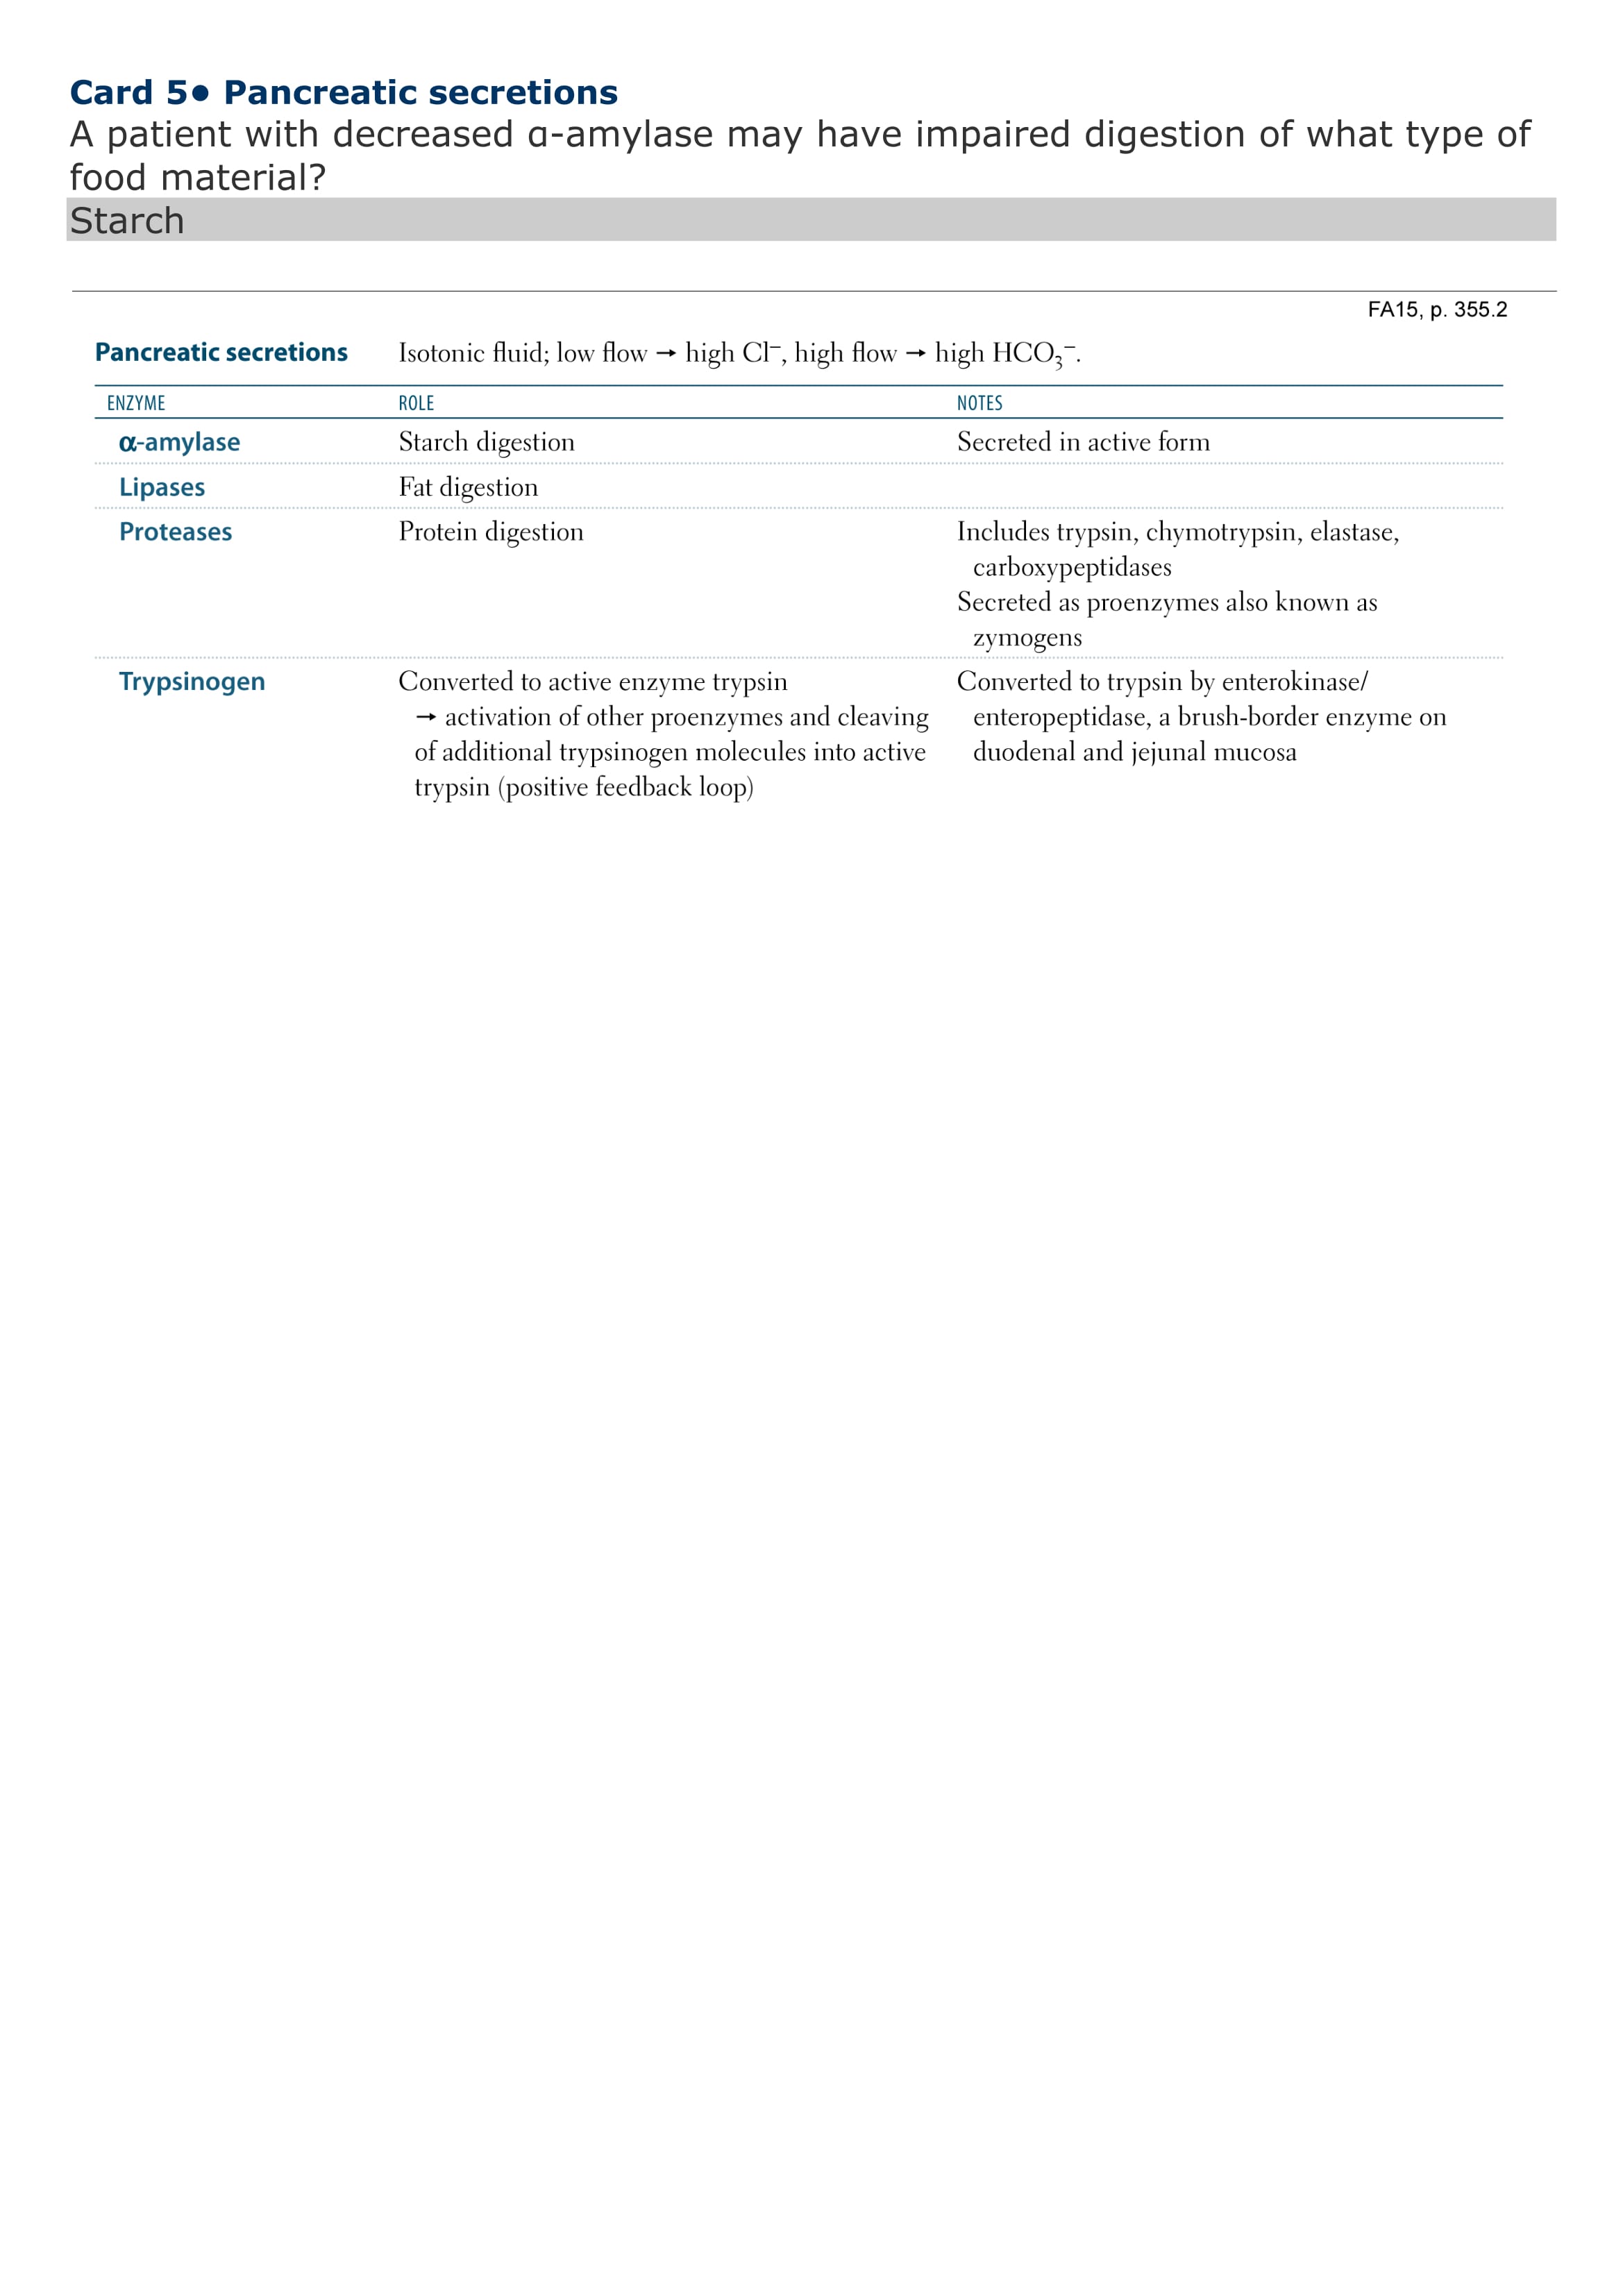 Card 5• Pancreatic secretions
A patient with decreased α-amylase may have impaired digestion of what type of
food material?
Starch
FA15, p. 355.2
Pancreatic secretions Isotonic fluid; low flow → high Cl⁻, high flow → high HCO₃⁻.
ENZYME ROLE NOTES
α-amylase Starch digestion Secreted in active form
Lipases Fat digestion
Proteases Protein digestion Includes trypsin, chymotrypsin, elastase,
carboxypeptidases
Secreted as proenzymes also known as
zymogens
Trypsinogen Converted to active enzyme trypsin Converted to trypsin by enterokinase/
→ activation of other proenzymes and cleaving enteropeptidase, a brush-border enzyme on
of additional trypsinogen molecules into active duodenal and jejunal mucosa
trypsin (positive feedback loop)